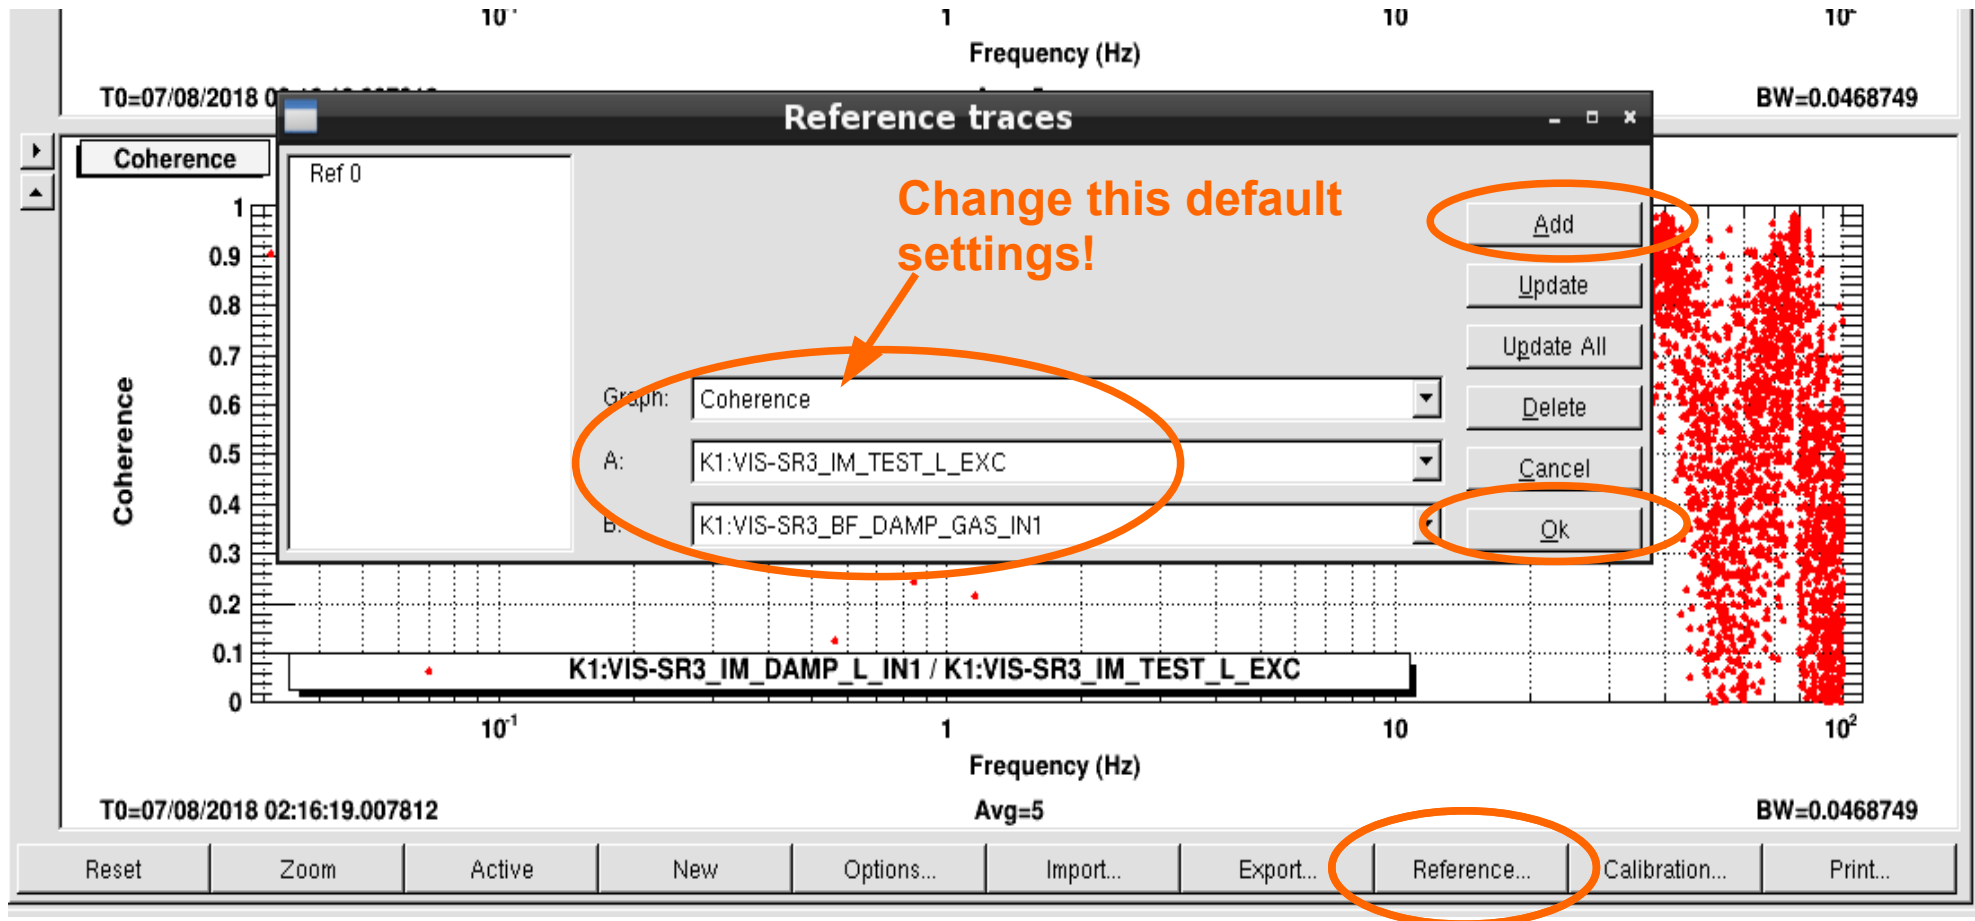 10⁻¹ 1 10 10²
Frequency (Hz)
T0=07/08/2018 BW=0.0468749
Reference traces
Coherence
Ref 0
Change this default
settings!
Add
Update
Update All
Graph: Coherence
Delete
A: K1:VIS-SR3_IM_TEST_L_EXC
Cancel
B: K1:VIS-SR3_BF_DAMP_GAS_IN1
Ok
Coherence
1
0.9
0.8
0.7
0.6
0.5
0.4
0.3
0.2
0.1
0
K1:VIS-SR3_IM_DAMP_L_IN1 / K1:VIS-SR3_IM_TEST_L_EXC
10⁻¹ 1 10 10²
Frequency (Hz)
T0=07/08/2018 02:16:19.007812 Avg=5 BW=0.0468749
Reset Zoom Active New Options... Import... Export... Reference... Calibration... Print...